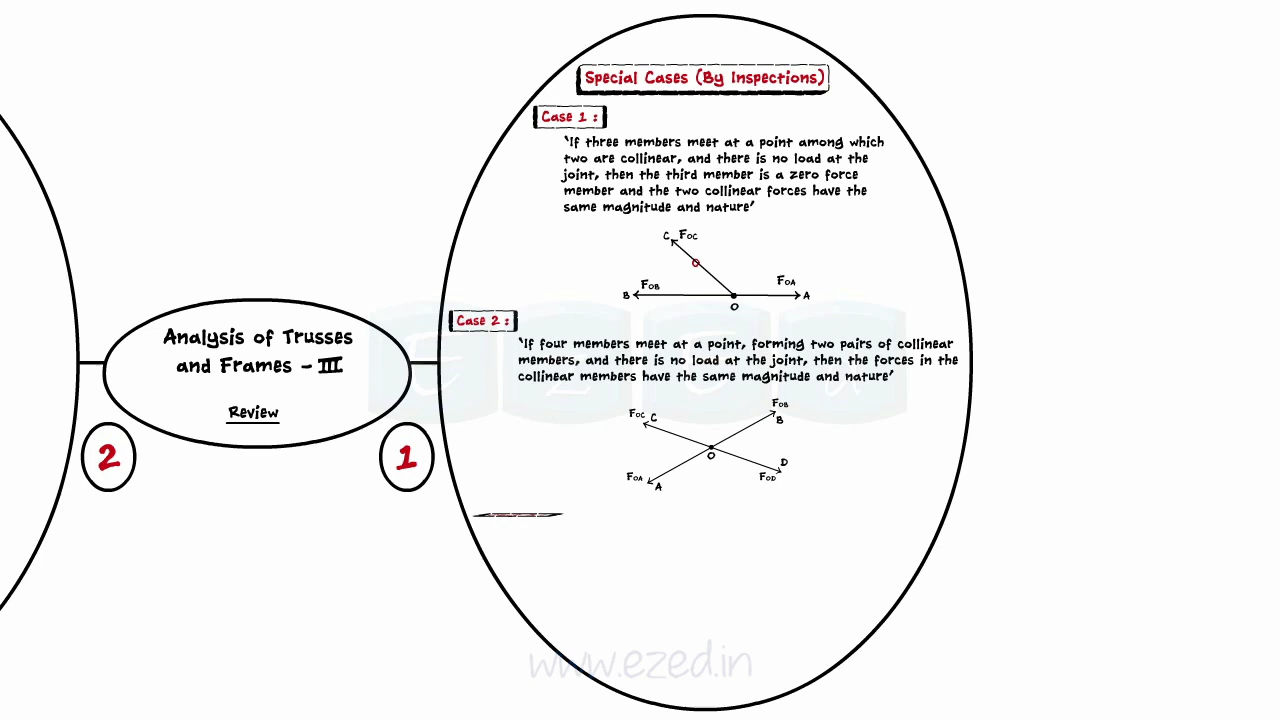 Special Cases (By Inspections)
Case 1 :
'If three members meet at a point among which
two are collinear, and there is no load at the
joint, then the third member is a zero force
member and the two collinear forces have the
same magnitude and nature'
C FOC
O
FOB
FOA
B
A
O
Case 2 :
'If four members meet at a point, forming two pairs of collinear
members, and there is no load at the joint, then the forces in the
collinear members have the same magnitude and nature'
FOB
FOC C
B
O
D
FOA
FOD
A
Analysis of Trusses
and Frames - III
Review
2
1
EZEd
www.ezed.in